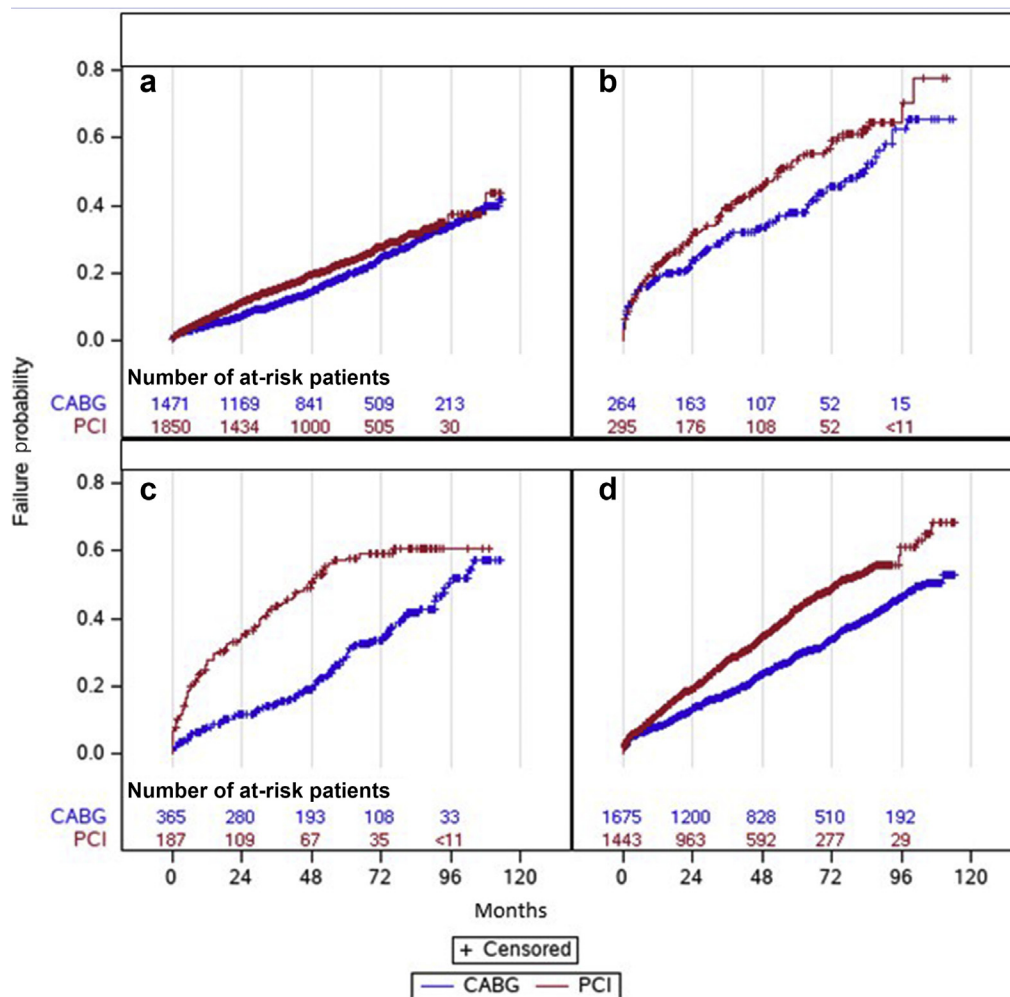 a
b
0.8
0.6
0.4
0.2
0.0
Number of at-risk patients
CABG 1471 1169 841 509 213
PCI 1850 1434 1000 505 30
264 163 107 52 15
295 176 108 52 <11
Failure probability
c
d
0.8
0.6
0.4
0.2
0.0
Number of at-risk patients
CABG 365 280 193 108 33
PCI 187 109 67 35 <11
1675 1200 828 510 192
1443 963 592 277 29
0 24 48 72 96 120
0 24 48 72 96 120
Months
+ Censored
CABG PCI